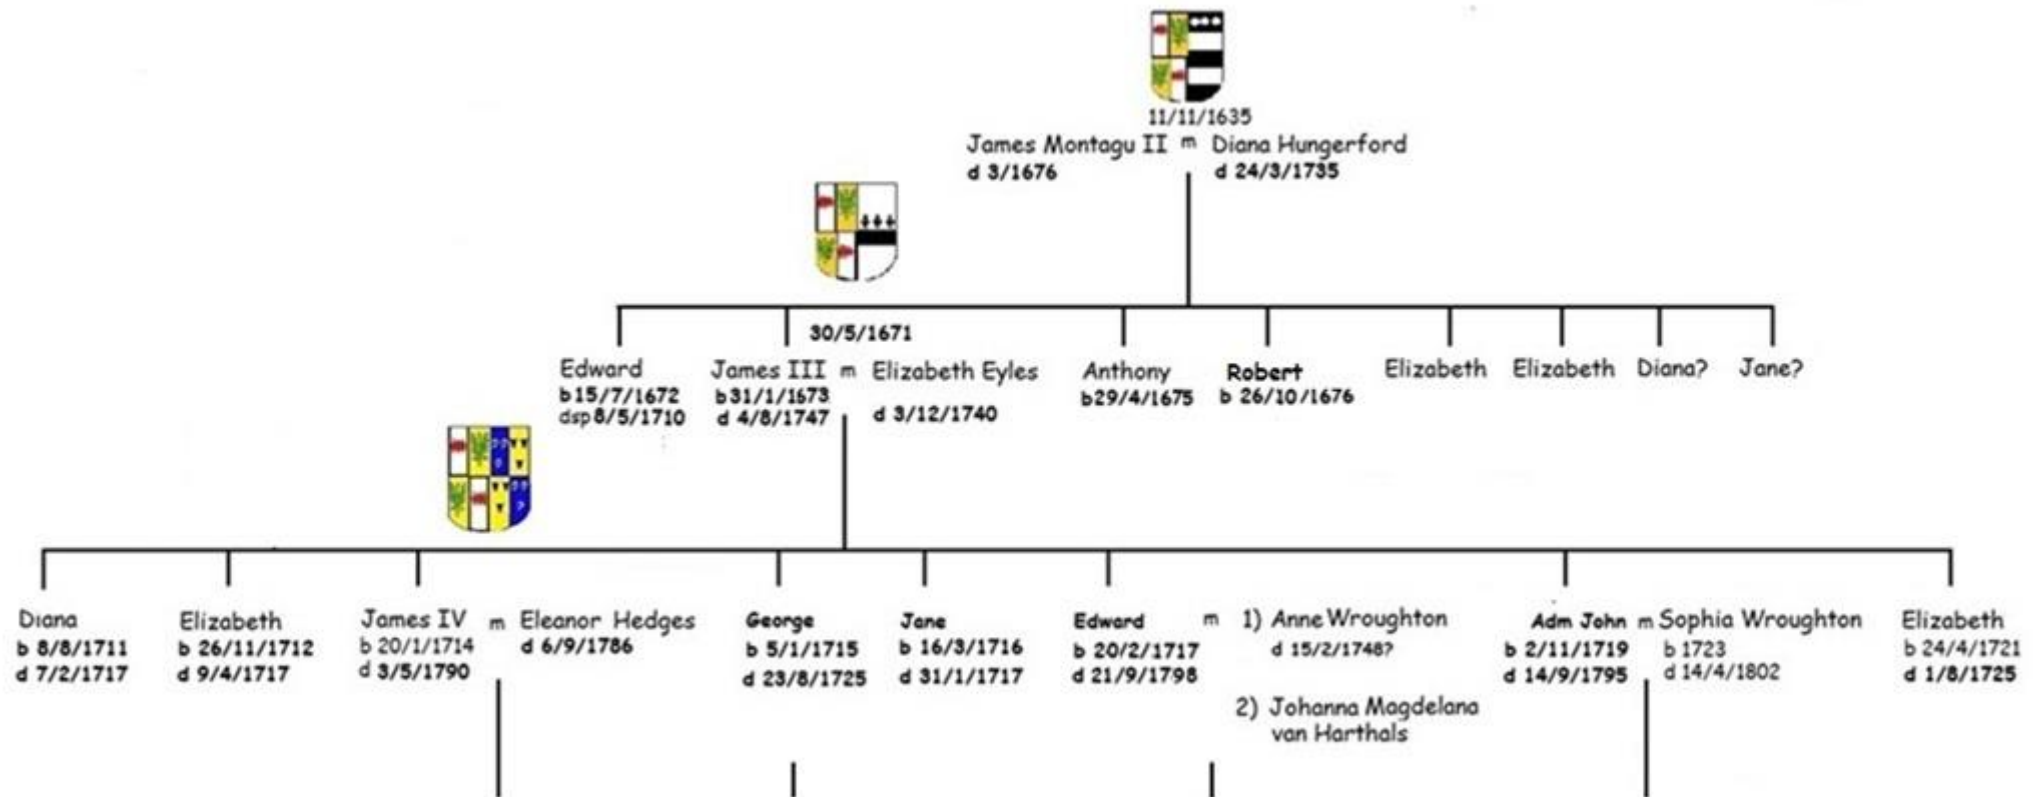 11/11/1635
James Montagu II m Diana Hungerford
d 3/1676 d 24/3/1735
30/5/1671
Edward James III m Elizabeth Eyles Anthony Robert Elizabeth Elizabeth Diana? Jane?
b 15/7/1672 b 31/1/1673 b29/4/1675 b 26/10/1676
dsp 8/5/1710 d 4/8/1747 d 3/12/1740
Diana Elizabeth James IV m Eleanor Hedges George Jane Edward m 1) Anne Wroughton Adm John m Sophia Wroughton Elizabeth
b 8/8/1711 b 26/11/1712 b 20/1/1714 d 6/9/1786 b 5/1/1715 b 16/3/1716 b 20/2/1717 d 15/2/1748? b 2/11/1719 b 1723 b 24/4/1721
d 7/2/1717 d 9/4/1717 d 3/5/1790 d 23/8/1725 d 31/1/1717 d 21/9/1798 d 14/9/1795 d 14/4/1802 d 1/8/1725
2) Johanna Magdelana
van Harthals